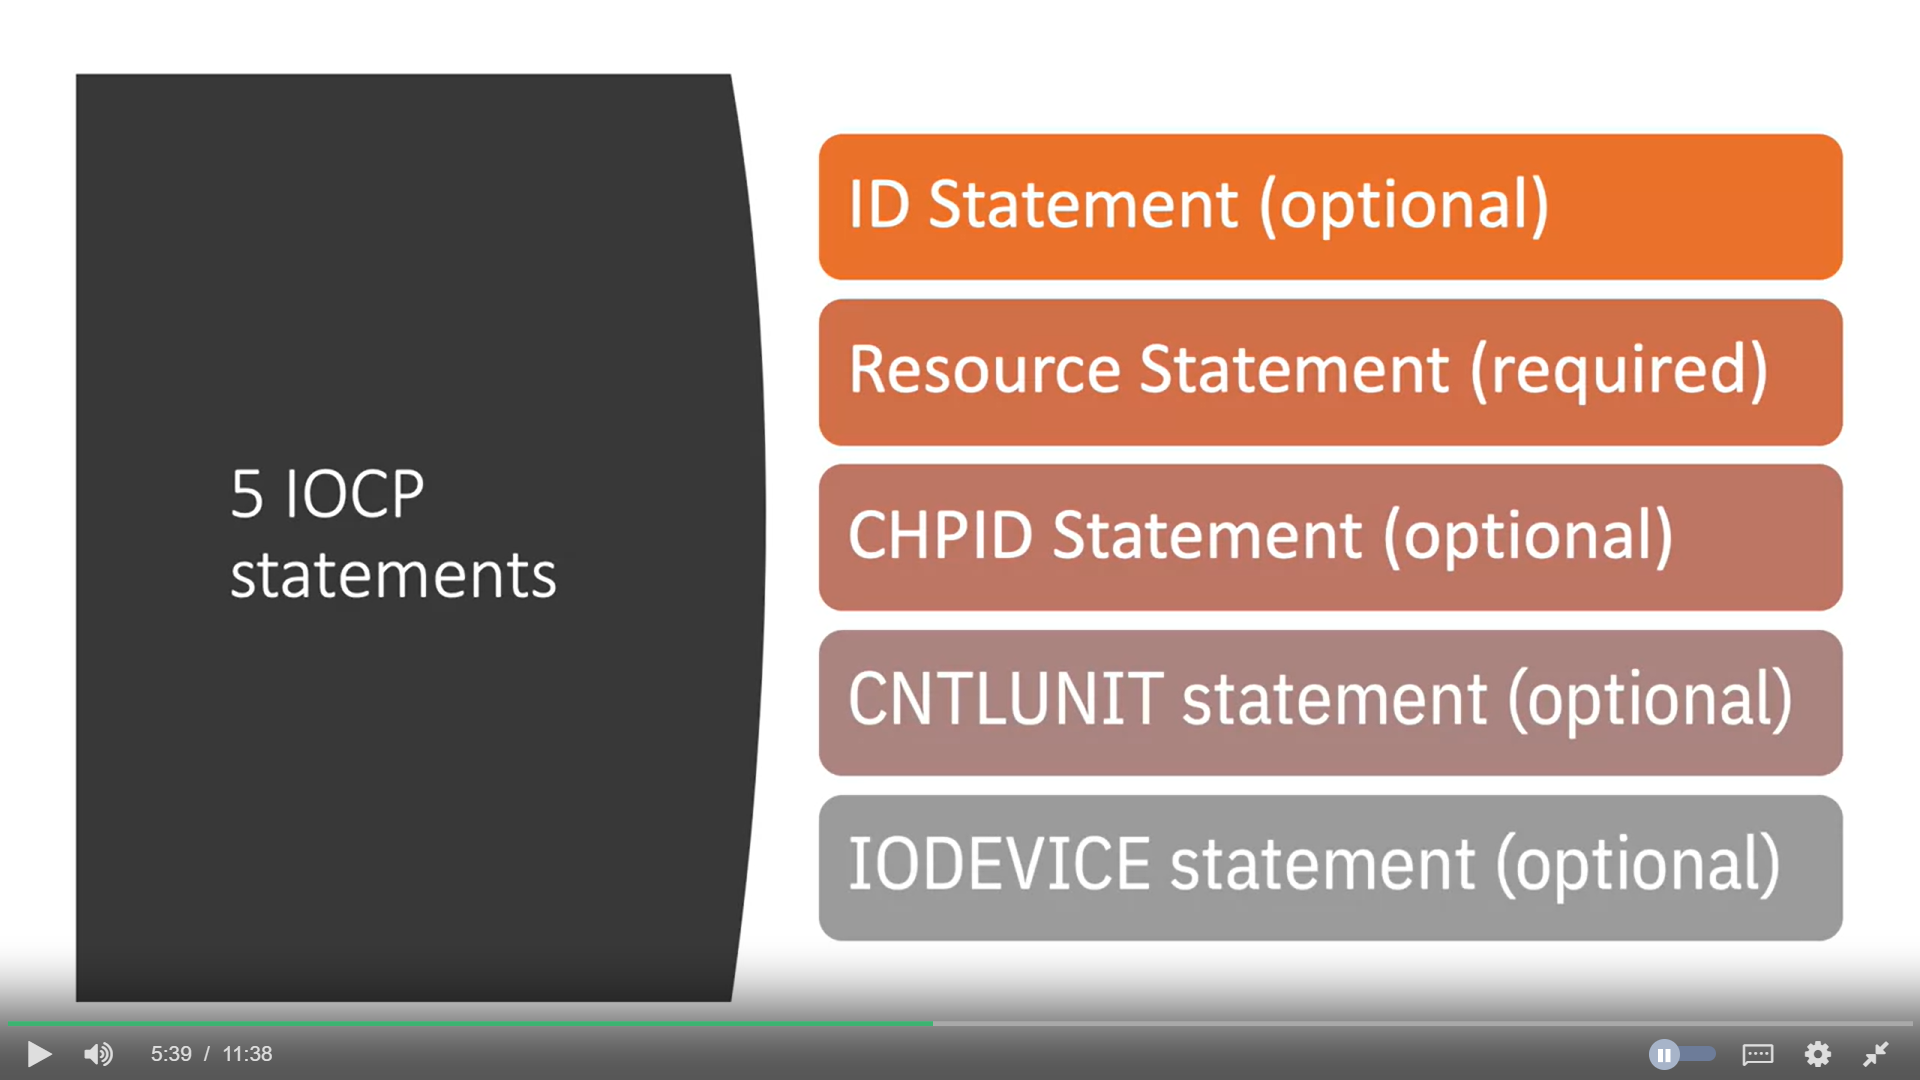 5 IOCP
statements
ID Statement (optional)
Resource Statement (required)
CHPID Statement (optional)
CNTLUNIT statement (optional)
IODEVICE statement (optional)
5:39 / 11:38